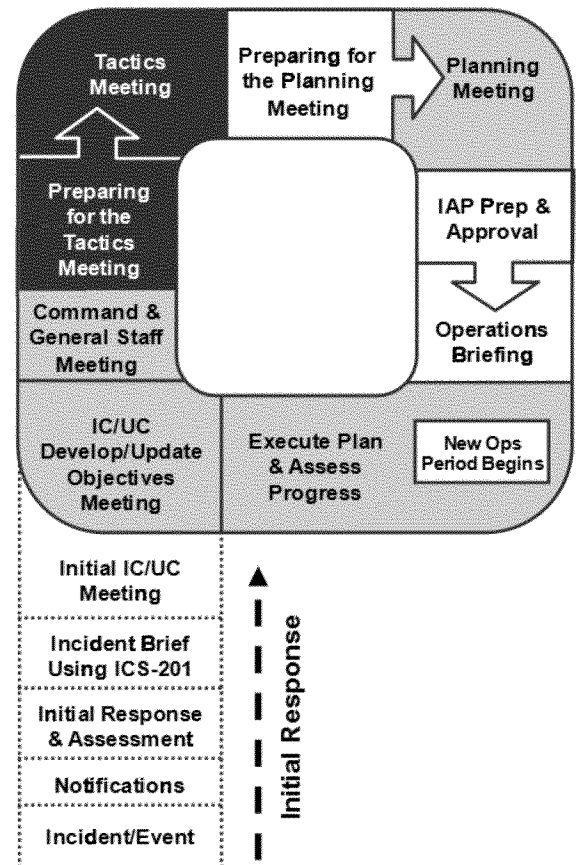 Tactics
Meeting
Preparing for
the Planning
Meeting
Planning
Meeting
Preparing
for the
Tactics
Meeting
IAP Prep &
Approval
Command &
General Staff
Meeting
Operations
Briefing
IC/UC
Develop/Update
Objectives
Meeting
Execute Plan
& Assess
Progress
New Ops
Period Begins
Initial IC/UC
Meeting
Incident Brief
Using ICS-201
Initial Response
& Assessment
Notifications
Incident/Event
Initial Response